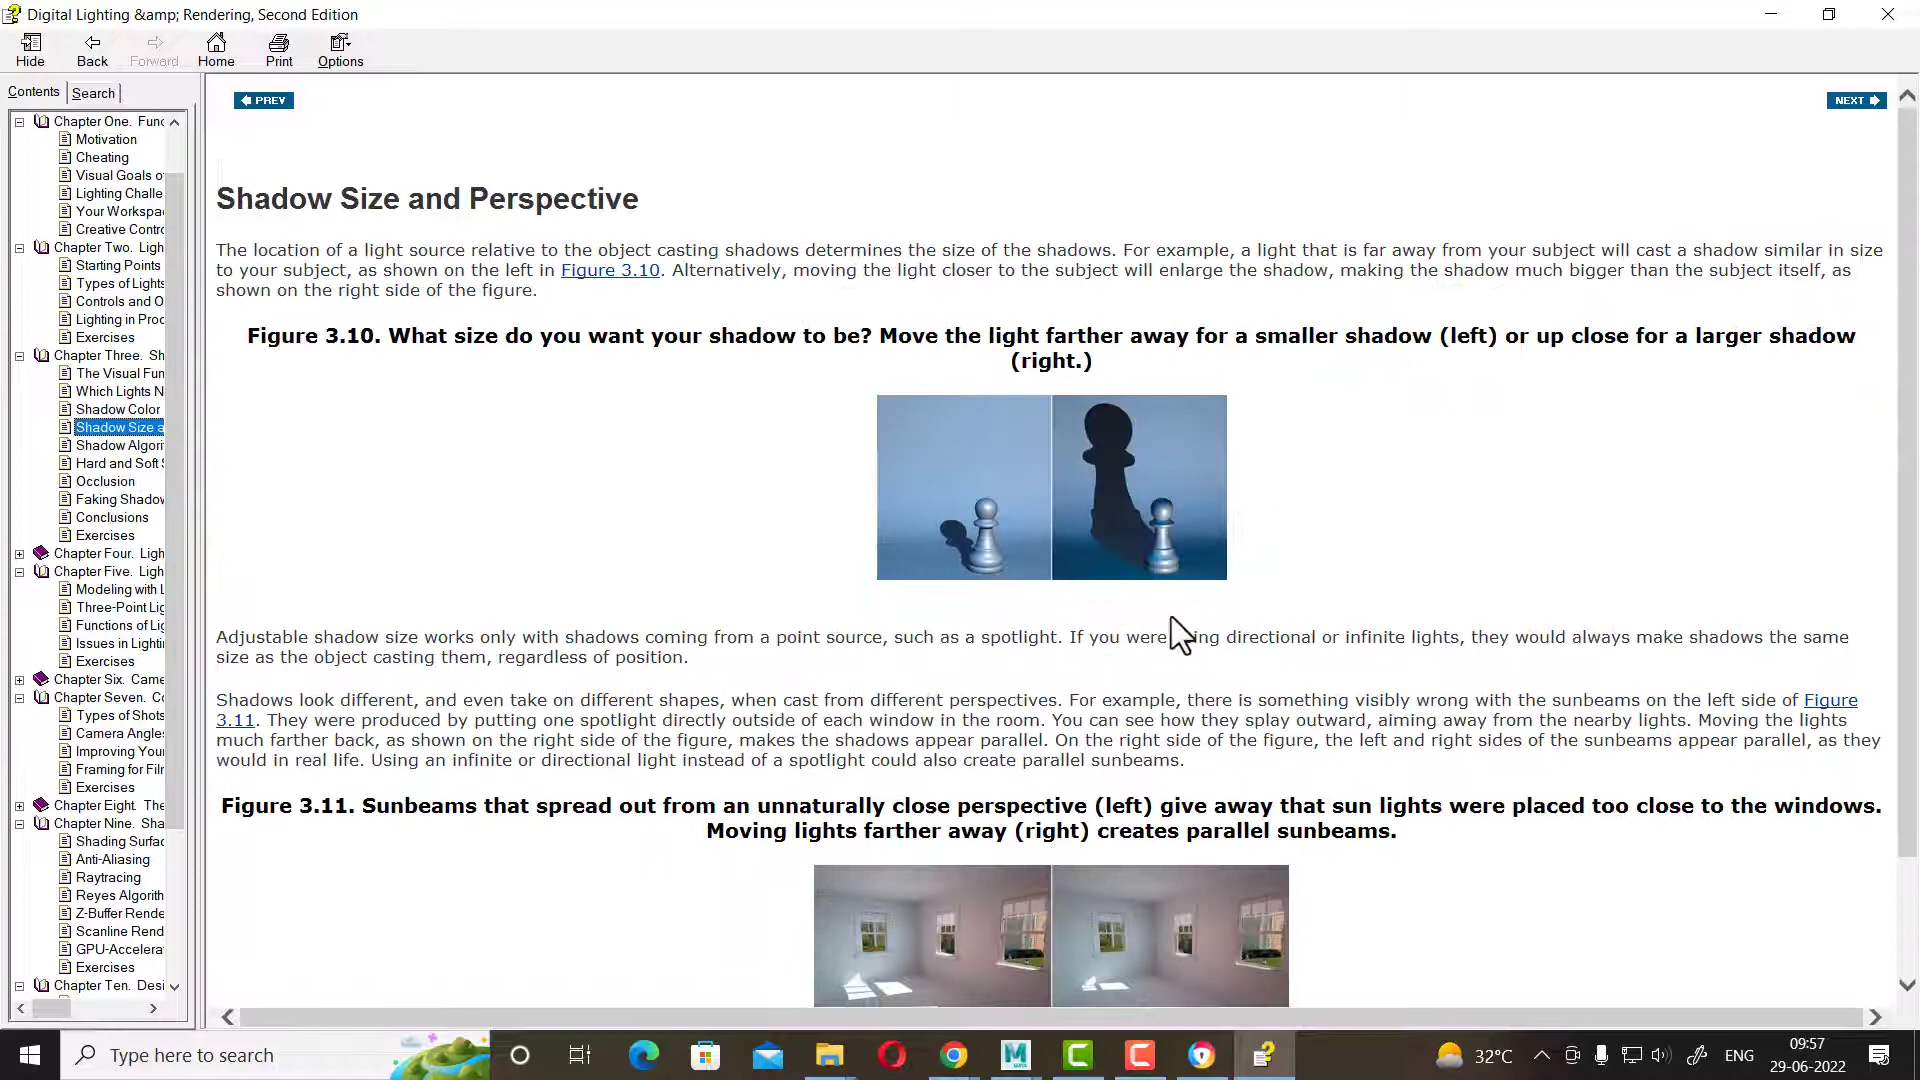 Digital Lighting &amp; Rendering, Second Edition
Hide
Back
Forward
Home
Print
Options
Contents
Search
Chapter One. Func
Motivation
Cheating
Visual Goals o
Lighting Challe
Your Workspa
Creative Contro
Chapter Two. Ligh
Starting Points
Types of Lights
Controls and O
Lighting in Pro
Exercises
Chapter Three. Sh
The Visual Fun
Which Lights N
Shadow Color
Shadow Size a
Shadow Algori
Hard and Soft S
Occlusion
Faking Shadow
Conclusions
Exercises
Chapter Four. Ligh
Chapter Five. Ligh
Modeling with L
Three-Point Lig
Functions of Li
Issues in Lighti
Exercises
Chapter Six. Came
Chapter Seven. Co
Types of Shots
Camera Angle
Improving You
Framing for Fil
Exercises
Chapter Eight. The
Chapter Nine. Sha
Shading Surfac
Anti-Aliasing
Raytracing
Reyes Algorith
Z-Buffer Rende
Scanline Rend
GPU-Accelera
Exercises
Chapter Ten. Desi
PREV
NEXT
Shadow Size and Perspective
The location of a light source relative to the object casting shadows determines the size of the shadows. For example, a light that is far away from your subject will cast a shadow similar in size
to your subject, as shown on the left in Figure 3.10. Alternatively, moving the light closer to the subject will enlarge the shadow, making the shadow much bigger than the subject itself, as
shown on the right side of the figure.
Figure 3.10. What size do you want your shadow to be? Move the light farther away for a smaller shadow (left) or up close for a larger shadow
(right.)
Adjustable shadow size works only with shadows coming from a point source, such as a spotlight. If you were ing directional or infinite lights, they would always make shadows the same
size as the object casting them, regardless of position.
Shadows look different, and even take on different shapes, when cast from different perspectives. For example, there is something visibly wrong with the sunbeams on the left side of Figure
3.11. They were produced by putting one spotlight directly outside of each window in the room. You can see how they splay outward, aiming away from the nearby lights. Moving the lights
much farther back, as shown on the right side of the figure, makes the shadows appear parallel. On the right side of the figure, the left and right sides of the sunbeams appear parallel, as they
would in real life. Using an infinite or directional light instead of a spotlight could also create parallel sunbeams.
Figure 3.11. Sunbeams that spread out from an unnaturally close perspective (left) give away that sun lights were placed too close to the windows.
Moving lights farther away (right) creates parallel sunbeams.
Type here to search
32°C
ENG
09:57
29-06-2022